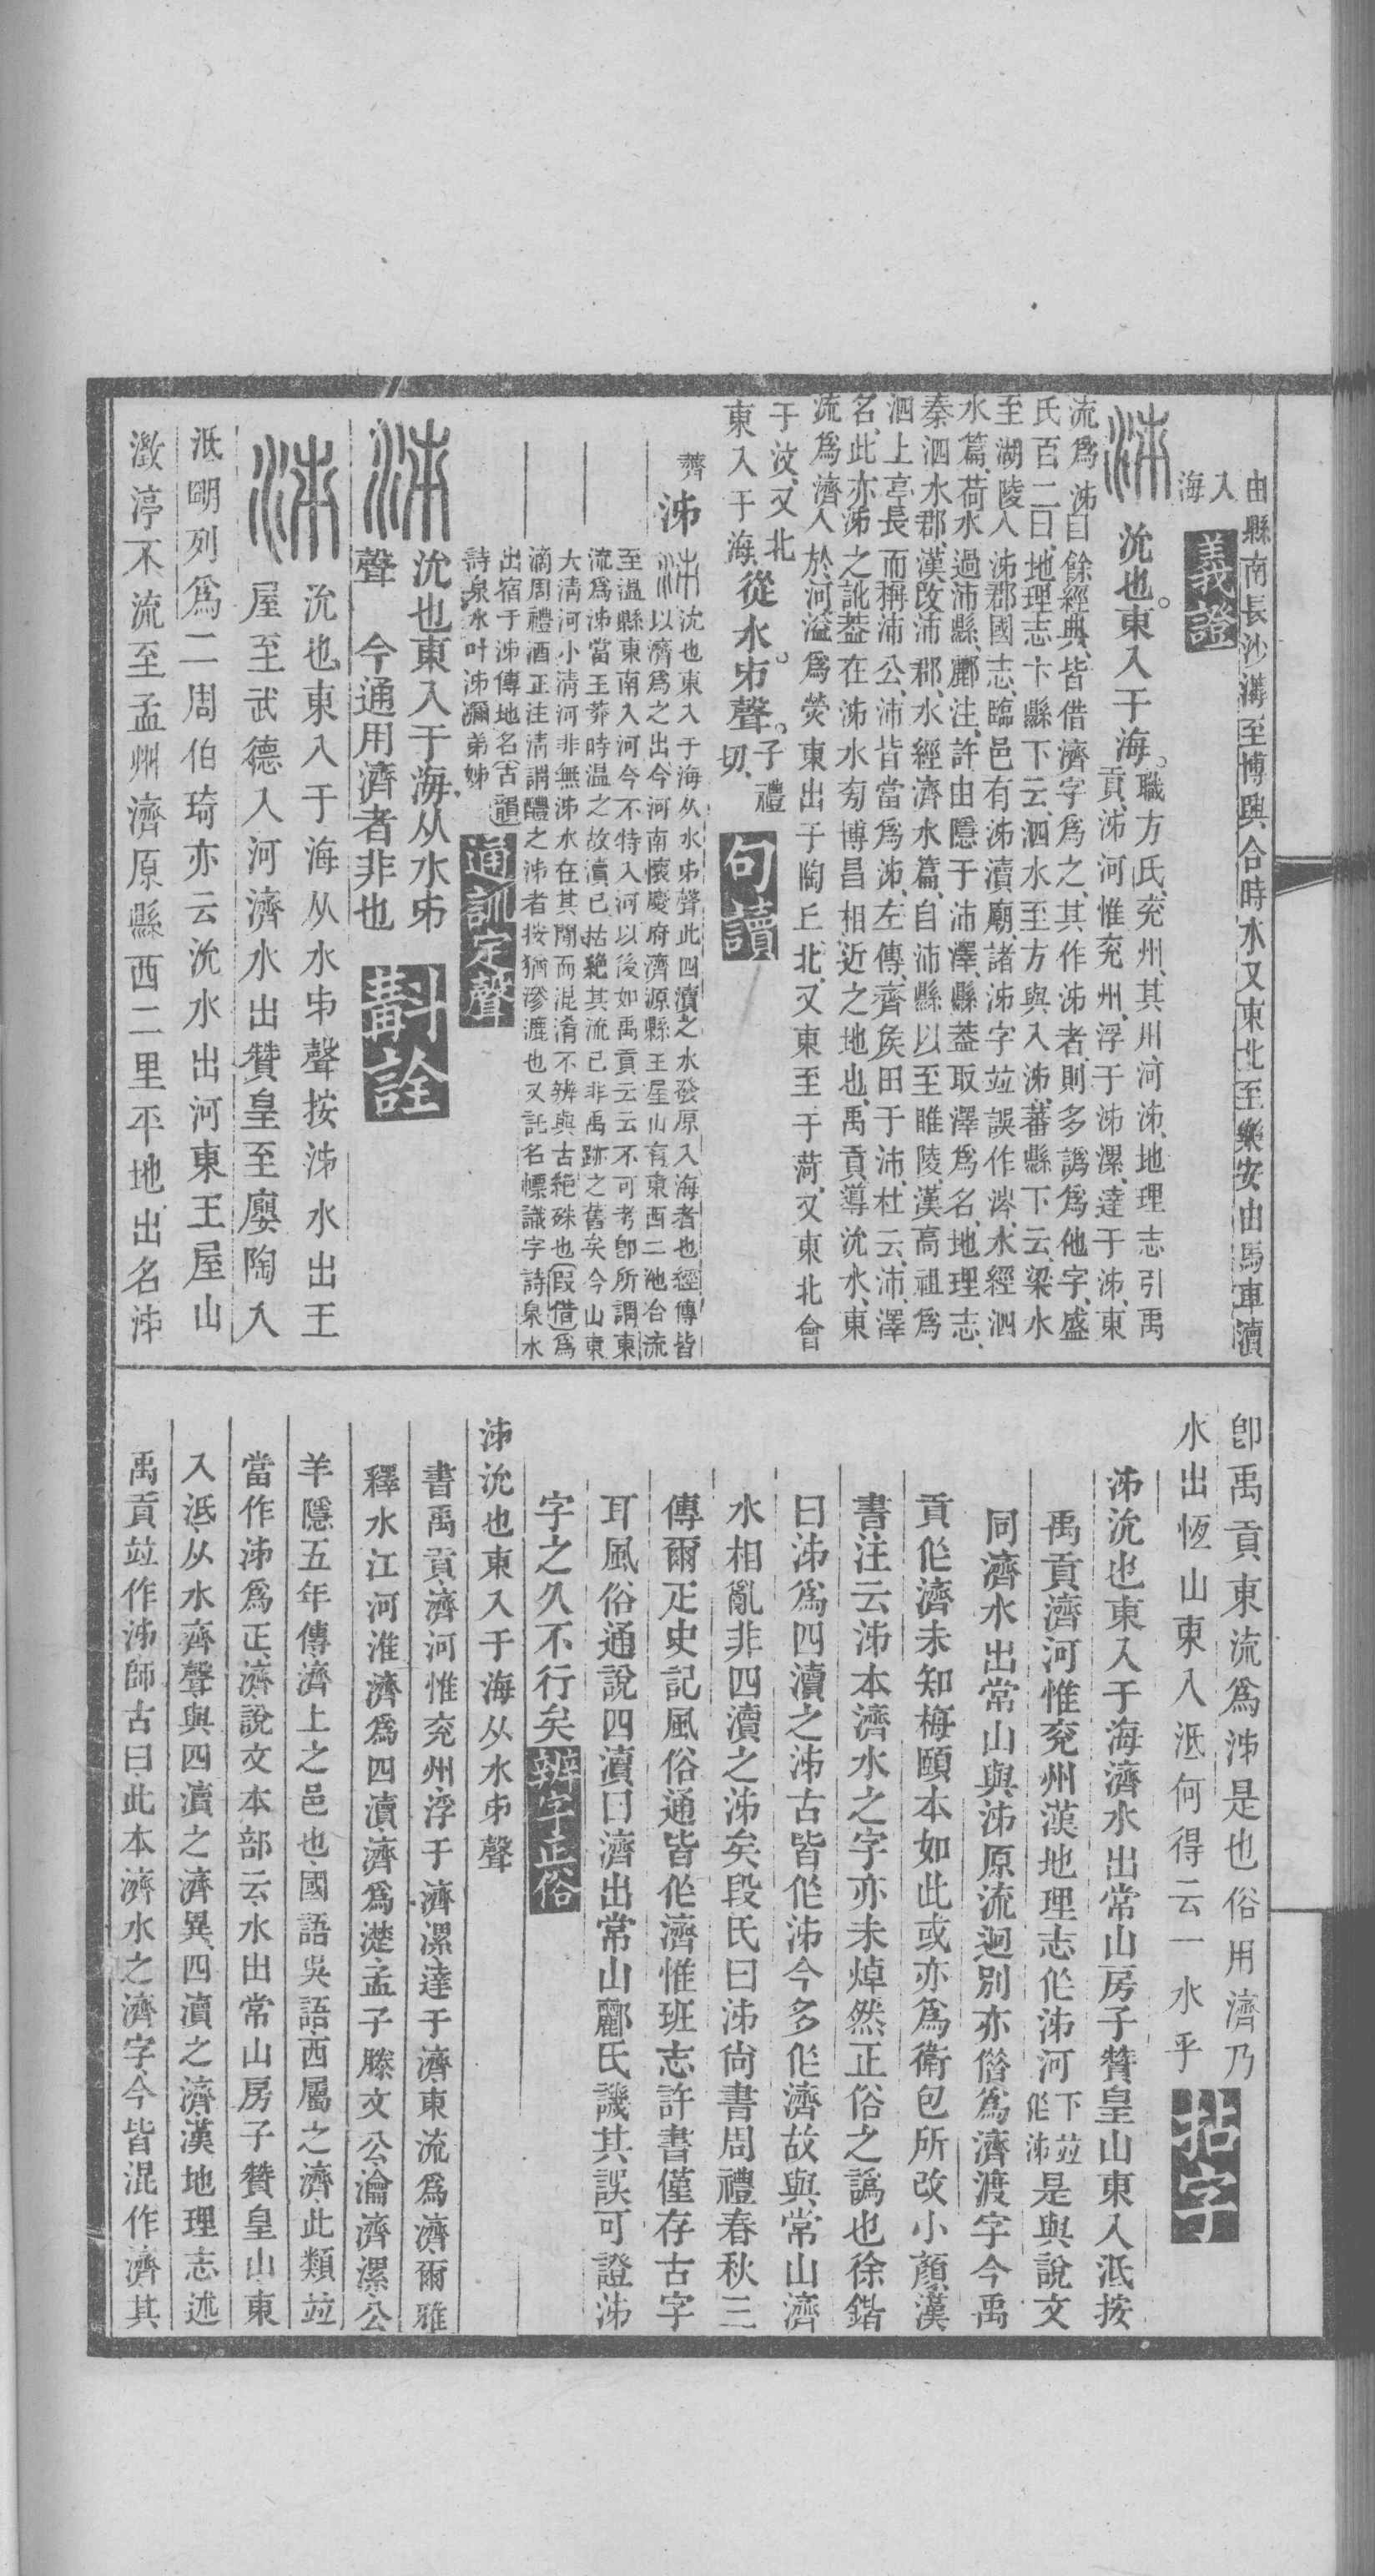 由縣南長沙溝至博興合時水又東北至樂安由馬車瀆
入海
義證
沇也東入于海
職方氏兗州其川河泲地理志引禹
貢泲河惟兗州浮于泲漯達于泲東
流爲泲自餘經典皆借濟字爲之其作泲者則多譌爲他字盛
氏百二曰地理志卞縣下云泗水至方與入泲蕃縣下云梁水
至湖陵入泲郡國志臨邑有泲瀆廟諸泲字竝誤作泲水經泗
水篇荷水過沛縣酈注許由隱于沛澤縣蓋取澤爲名地理志
秦泗水郡漢改沛郡水經濟水篇自沛縣以至睢陵漢高祖爲
泗上亭長而稱沛公沛皆當爲泲左傳齊矦田于沛杜云沛澤
名此亦泲之訛葢在泲水旁博昌相近之地也禹貢導沇水東
流爲濟入於河溢爲滎東出于陶丘北又東至于荷又東北會
于汶又北
東入于海
從水𠂔聲
子禮
切
句讀
霽
泲
沇也東入于海从水𠂔聲此四瀆之水發原入海者也經傳皆
以濟爲之出今河南懷慶府濟源縣王屋山有東西二池合流
至溫縣東南入河今不特入河以後如禹貢云云不可考卽所謂東
流爲泲當王莽時温之故瀆已枯絕其流已非禹跡之舊矣今山東
大淸河小淸河非無泲水在其閒而混淆不辨與古絕殊也假借爲
滴周禮酒正注淸謂醴之泲者按猶滲漉也又託名幖識字詩泉水
出宿于泲傳地名古韻
詩泉水叶泲濔弟姊
通訓定聲
沇也東入于海从水𠂔
聲 今通用濟者非也
斠詮
沇也東入于海从水𠂔聲按泲水出王
屋至武德入河濟水出贊皇至廮陶入
泜明列爲二周伯琦亦云沇水出河東王屋山
澂渟不流至孟州濟原縣西二里平地出名泲
卽禹貢東流爲泲是也俗用濟乃
水出恆山東入泜何得云一水乎
拈字
泲沇也東入于海濟水出常山房子贊皇山東入泜按
禹貢濟河惟兗州漢地理志作泲河下竝作泲是與說文
同濟水出常山與泲原流迥別亦借爲濟渡字今禹
貢作濟未知梅頤本如此或亦爲衛包所改小顏漢
書注云泲本濟水之字亦未焯然正俗之譌也徐鍇
曰泲爲四瀆之泲古皆作泲今多作濟故與常山濟
水相亂非四瀆之泲矣段氏曰泲尙書周禮春秋三
傳爾疋史記風俗通皆作濟惟班志許書僅存古字
耳風俗通說四瀆曰濟出常山酈氏譏其誤可證泲
字之久不行矣
辨字正俗
泲沇也東入于海从水𠂔聲
書禹貢濟河惟兗州浮于濟漯達于濟東流爲濟爾雅
釋水江河淮濟爲四瀆濟爲濋孟子滕文公瀹濟漯公
羊隱五年傳濟上之邑也國語吳語西屬之濟此類竝
當作泲爲正濟說文本部云水出常山房子贊皇山東
入泜从水齊聲與四瀆之濟異四瀆之濟漢地理志述
禹貢竝作泲師古曰此本濟水之濟字今皆混作濟其